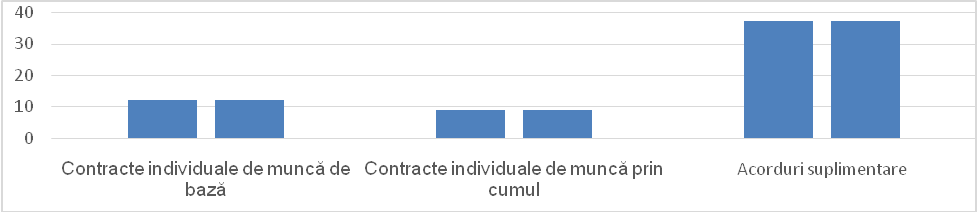 40
30
20
10
0
Contracte individuale de muncă de
bază
Contracte individuale de muncă prin
cumul
Acorduri suplimentare